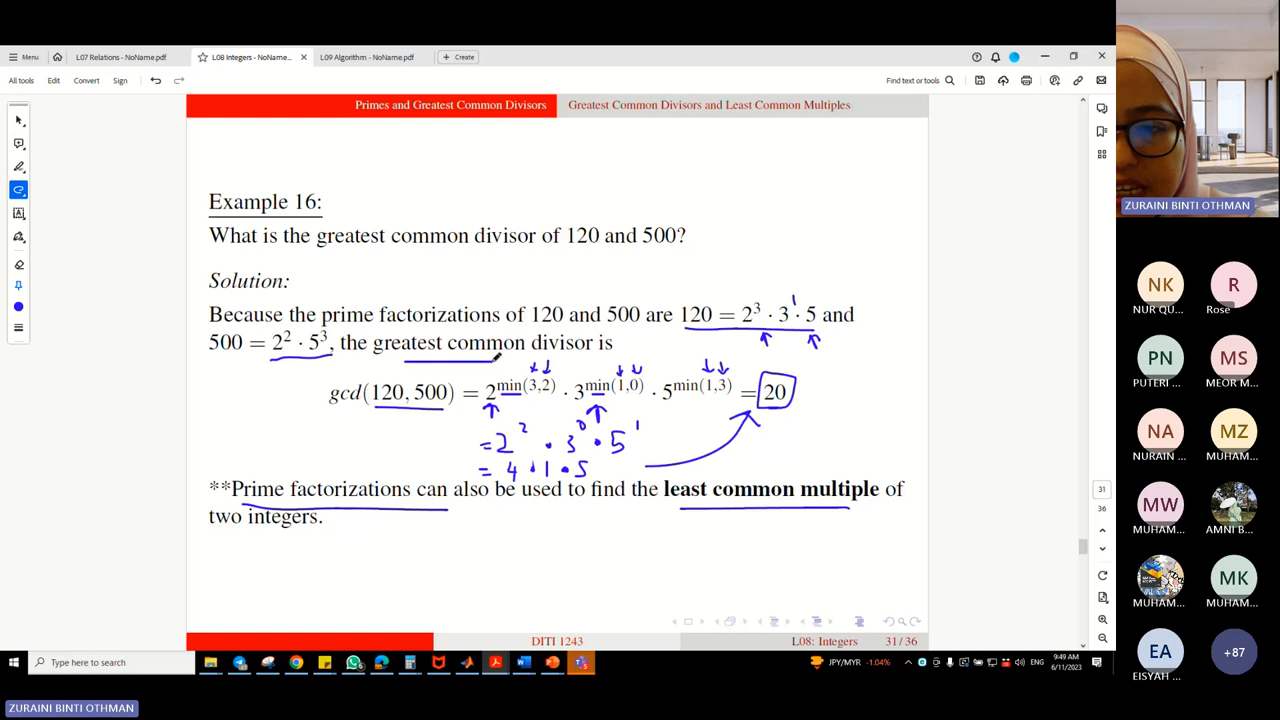 Menu
L07 Relations - NoName.pdf
L08 Integers - NoName...
L09 Algorithm - NoName.pdf
+ Create
All tools
Edit
Convert
Sign
Find text or tools
Primes and Greatest Common Divisors
Greatest Common Divisors and Least Common Multiples
Example 16:
What is the greatest common divisor of 120 and 500?
Solution:
Because the prime factorizations of 120 and 500 are 120 = 2³ · 3¹ · 5 and
500 = 2² · 5³, the greatest common divisor is
gcd(120, 500) = 2^min(3,2) · 3^min(1,0) · 5^min(1,3) = 20
= 2² · 3⁰ · 5¹
= 4 · 1 · 5
**Prime factorizations can also be used to find the least common multiple of
two integers.
DITI 1243
L08: Integers
31 / 36
31
36
ZURAINI BINTI OTHMAN
NK
NUR QU...
R
Rose
PN
PUTERI ...
MS
MEOR M...
NA
NURAIN ...
MZ
MUHAM...
MW
MUHAM...
AMNI B...
MUHAM...
MK
MUHAM...
EA
EISYAH ...
+87
Type here to search
JPY/MYR -1.04%
ENG
9:49 AM
6/11/2023
ZURAINI BINTI OTHMAN